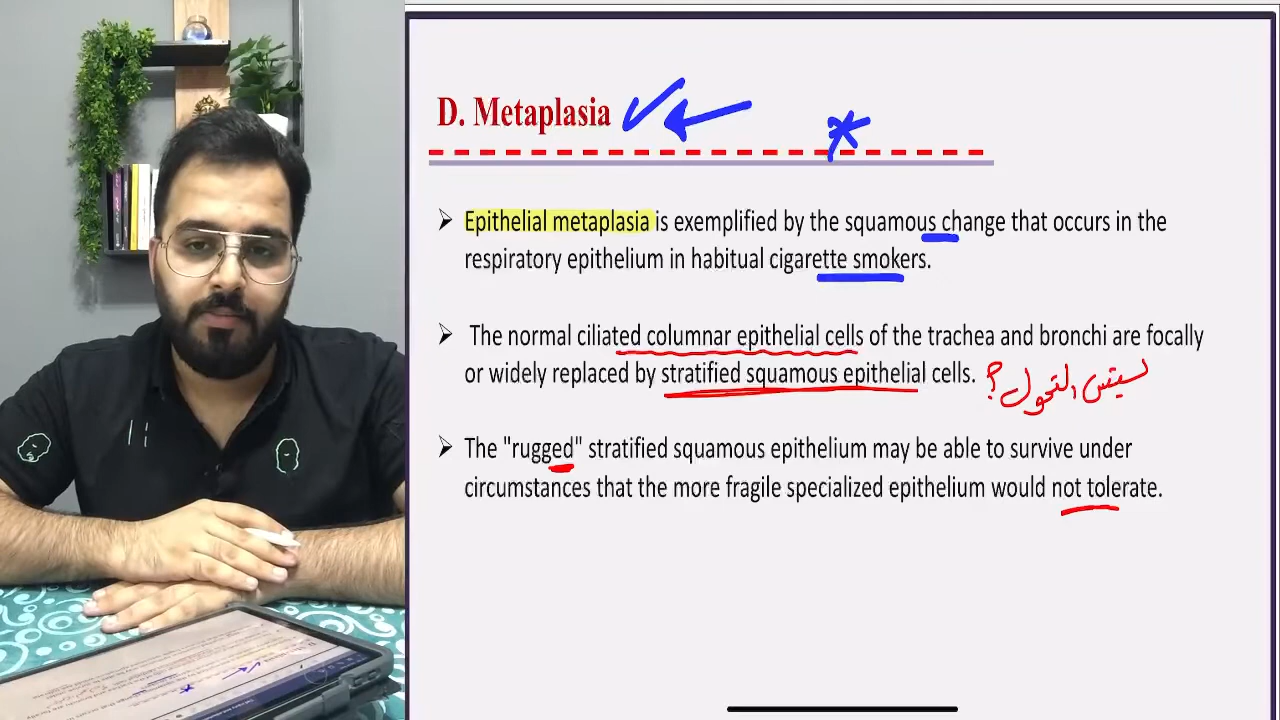 D. Metaplasia
➤ Epithelial metaplasia is exemplified by the squamous change that occurs in the
respiratory epithelium in habitual cigarette smokers.
➤ The normal ciliated columnar epithelial cells of the trachea and bronchi are focally
or widely replaced by stratified squamous epithelial cells. التحول؟
➤ The "rugged" stratified squamous epithelium may be able to survive under
circumstances that the more fragile specialized epithelium would not tolerate.